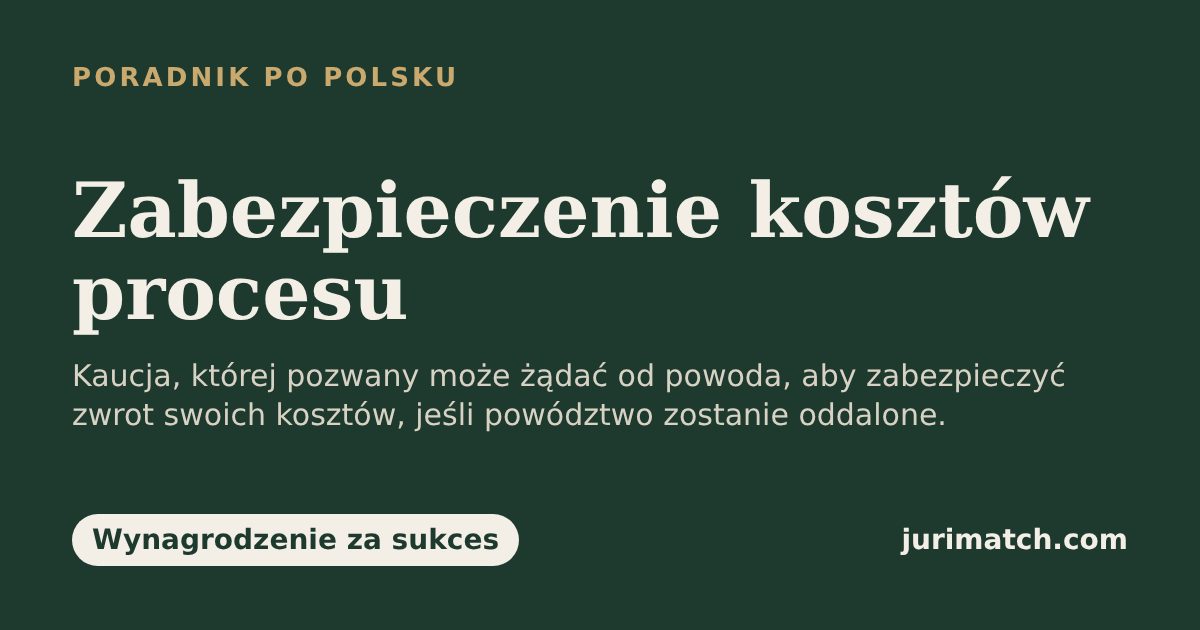 PORADNIK PO POLSKU
Zabezpieczenie kosztów
procesu
Kaucja, której pozwany może żądać od powoda, aby zabezpieczyć
zwrot swoich kosztów, jeśli powództwo zostanie oddalone.
Wynagrodzenie za sukces
jurimatch.com